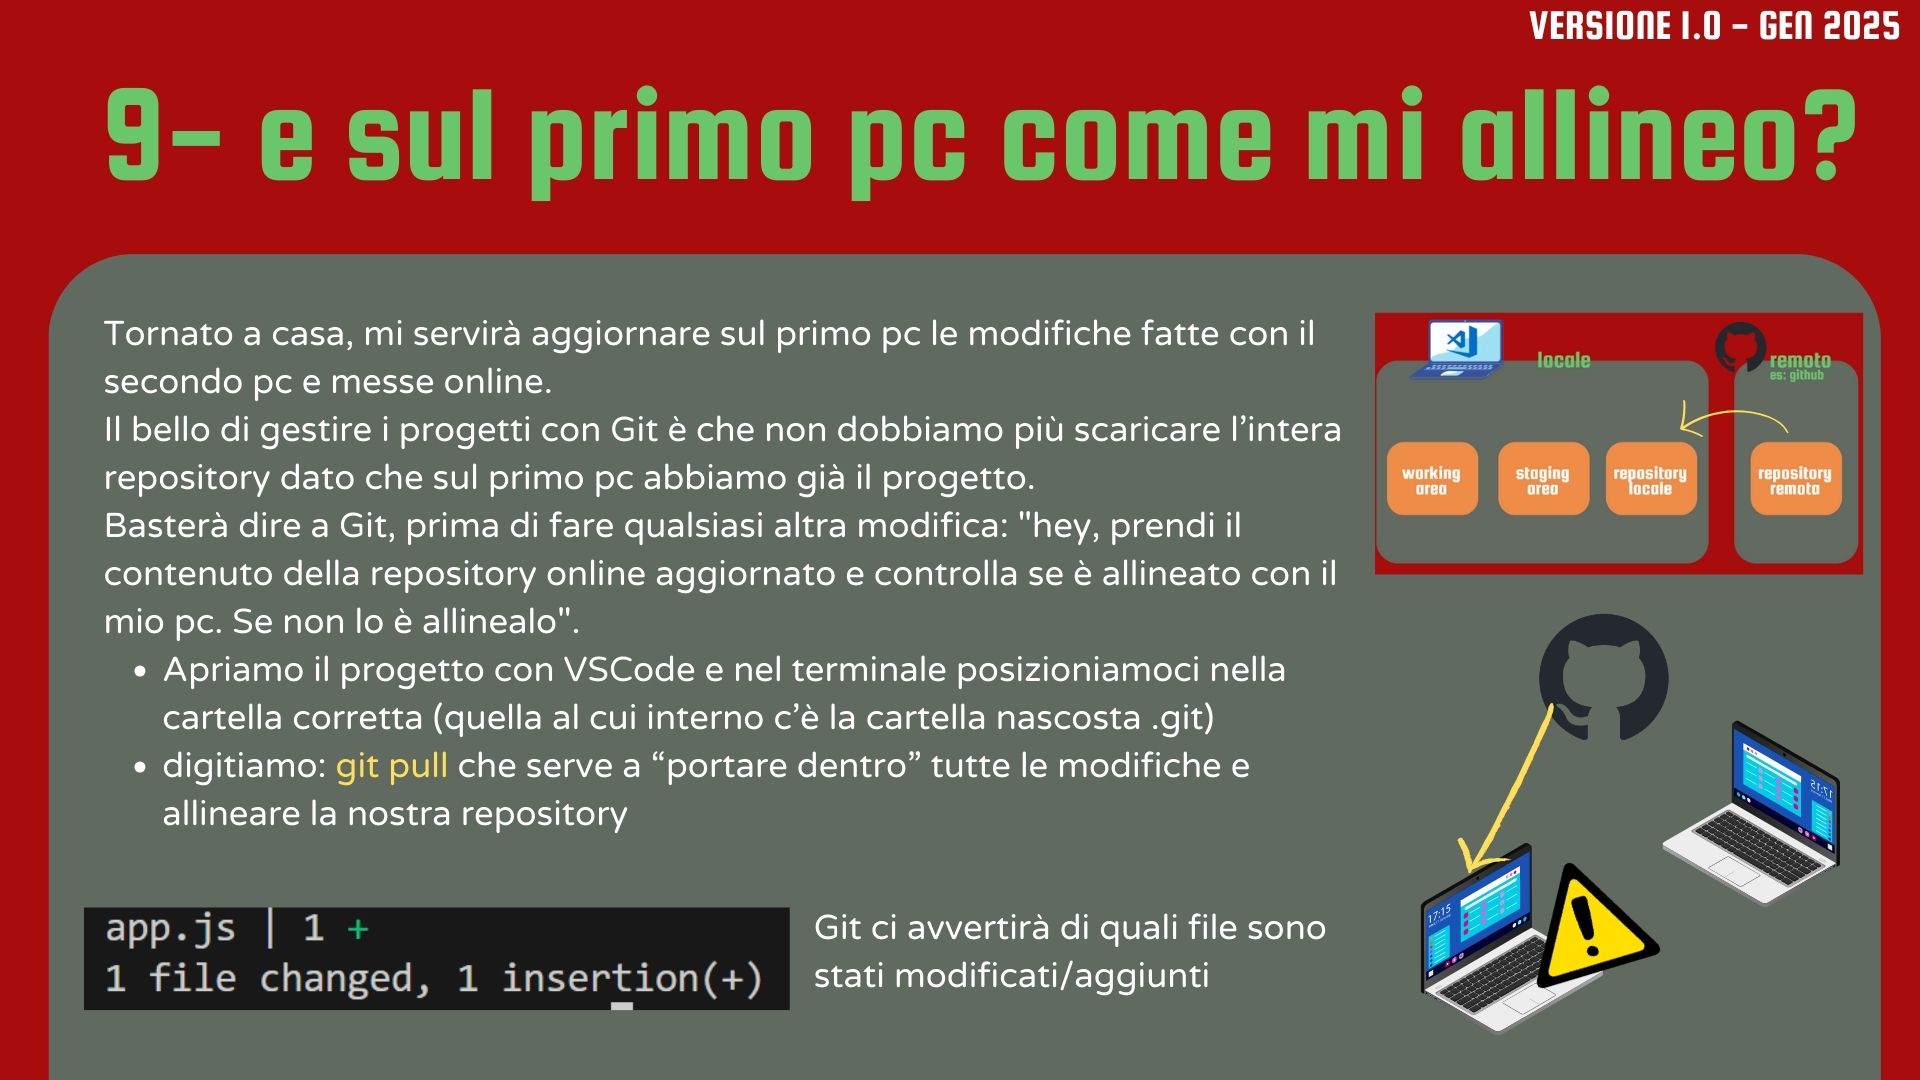 VERSIONE 1.0 - GEN 2025
9- e sul primo pc come mi allineo?
Tornato a casa, mi servirà aggiornare sul primo pc le modifiche fatte con il
secondo pc e messe online.
Il bello di gestire i progetti con Git è che non dobbiamo più scaricare l’intera
repository dato che sul primo pc abbiamo già il progetto.
Basterà dire a Git, prima di fare qualsiasi altra modifica: "hey, prendi il
contenuto della repository online aggiornato e controlla se è allineato con il
mio pc. Se non lo è allinealo".
• Apriamo il progetto con VSCode e nel terminale posizioniamoci nella
cartella corretta (quella al cui interno c’è la cartella nascosta .git)
• digitiamo: git pull che serve a “portare dentro” tutte le modifiche e
allineare la nostra repository
locale
remoto
es: github
working
area
staging
area
repository
locale
repository
remota
app.js | 1 +
1 file changed, 1 insertion(+)
Git ci avvertirà di quali file sono
stati modificati/aggiunti
17:15
17:15